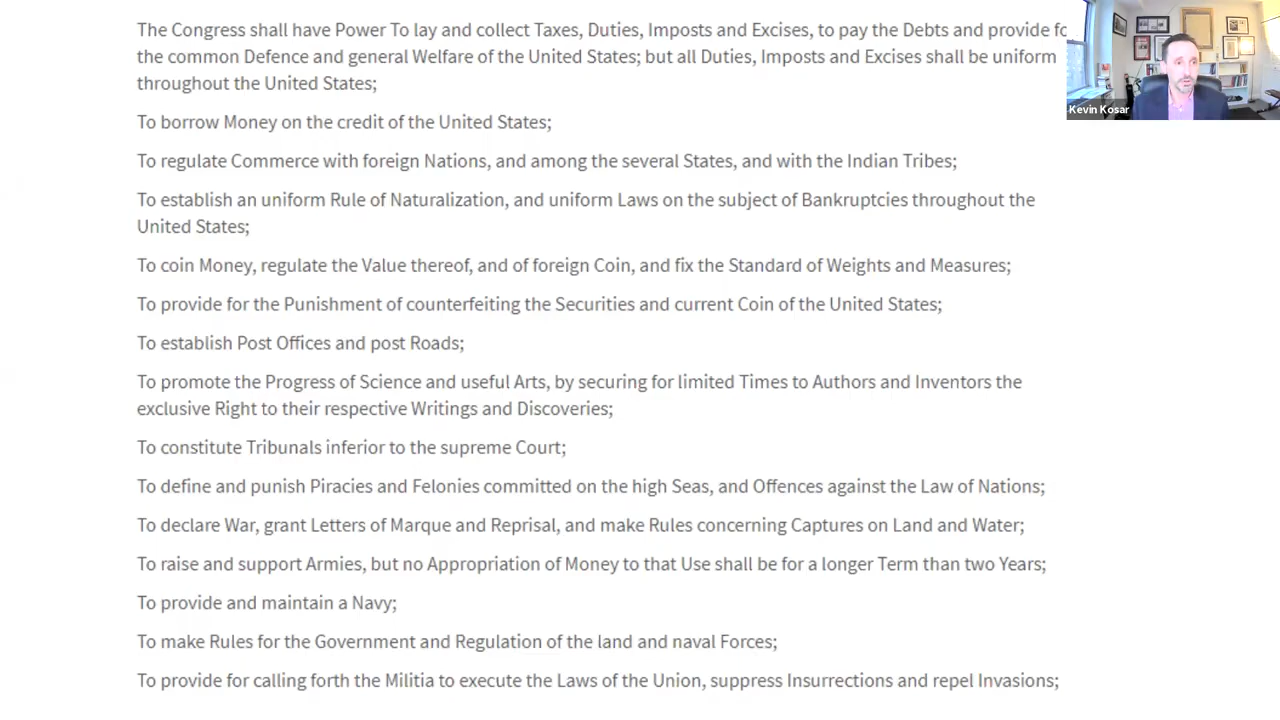 The Congress shall have Power To lay and collect Taxes, Duties, Imposts and Excises, to pay the Debts and provide fo
the common Defence and general Welfare of the United States; but all Duties, Imposts and Excises shall be uniform
throughout the United States;
To borrow Money on the credit of the United States;
To regulate Commerce with foreign Nations, and among the several States, and with the Indian Tribes;
To establish an uniform Rule of Naturalization, and uniform Laws on the subject of Bankruptcies throughout the
United States;
To coin Money, regulate the Value thereof, and of foreign Coin, and fix the Standard of Weights and Measures;
To provide for the Punishment of counterfeiting the Securities and current Coin of the United States;
To establish Post Offices and post Roads;
To promote the Progress of Science and useful Arts, by securing for limited Times to Authors and Inventors the
exclusive Right to their respective Writings and Discoveries;
To constitute Tribunals inferior to the supreme Court;
To define and punish Piracies and Felonies committed on the high Seas, and Offences against the Law of Nations;
To declare War, grant Letters of Marque and Reprisal, and make Rules concerning Captures on Land and Water;
To raise and support Armies, but no Appropriation of Money to that Use shall be for a longer Term than two Years;
To provide and maintain a Navy;
To make Rules for the Government and Regulation of the land and naval Forces;
To provide for calling forth the Militia to execute the Laws of the Union, suppress Insurrections and repel Invasions;
Kevin Kosar